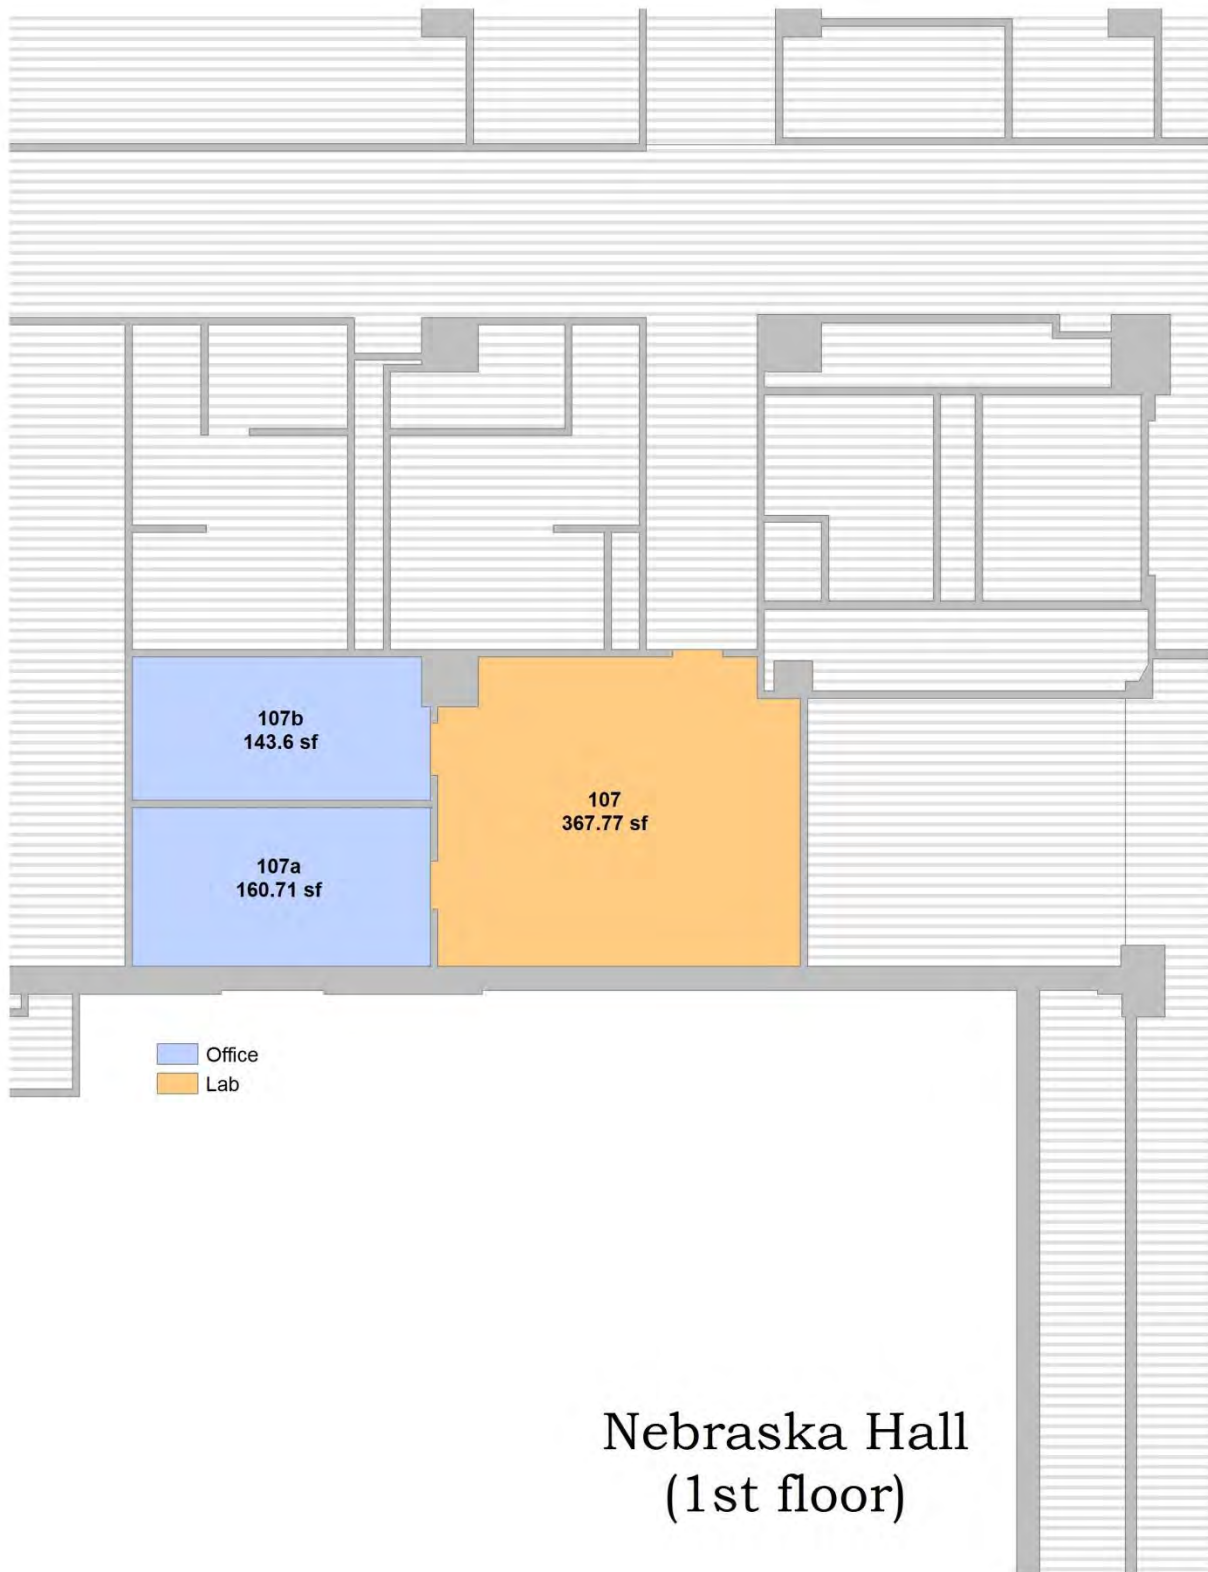 107b
143.6 sf
107
367.77 sf
107a
160.71 sf
Office
Lab
Nebraska Hall
(1st floor)